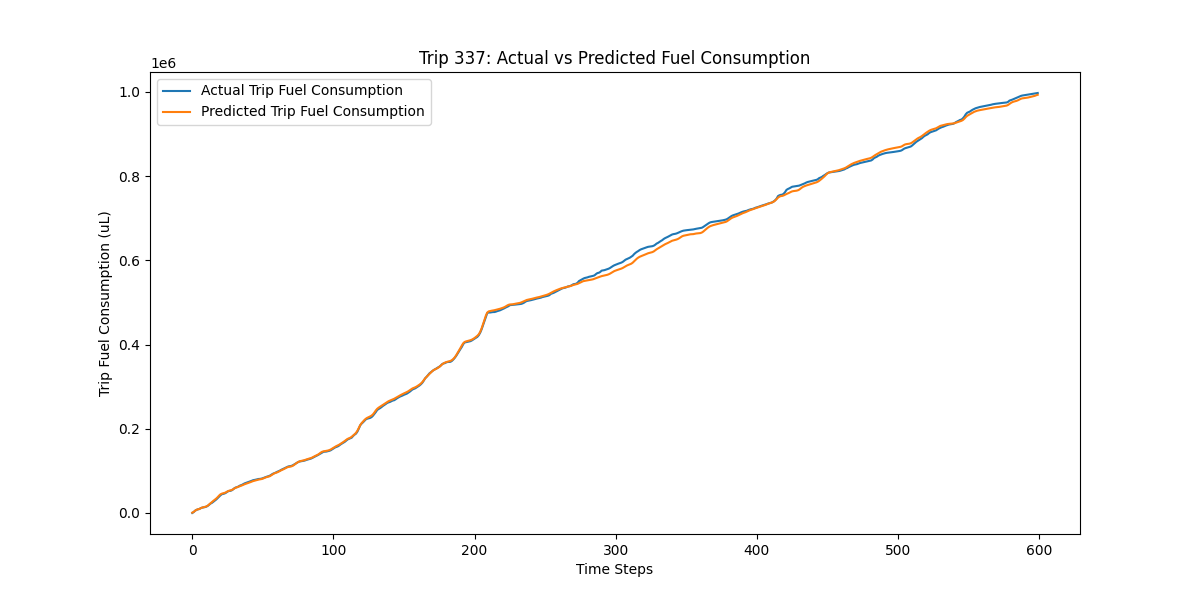 Trip 337: Actual vs Predicted Fuel Consumption
1e6
Actual Trip Fuel Consumption
Predicted Trip Fuel Consumption
1.0
0.8
0.6
0.4
0.2
0.0
Trip Fuel Consumption (uL)
0 100 200 300 400 500 600
Time Steps